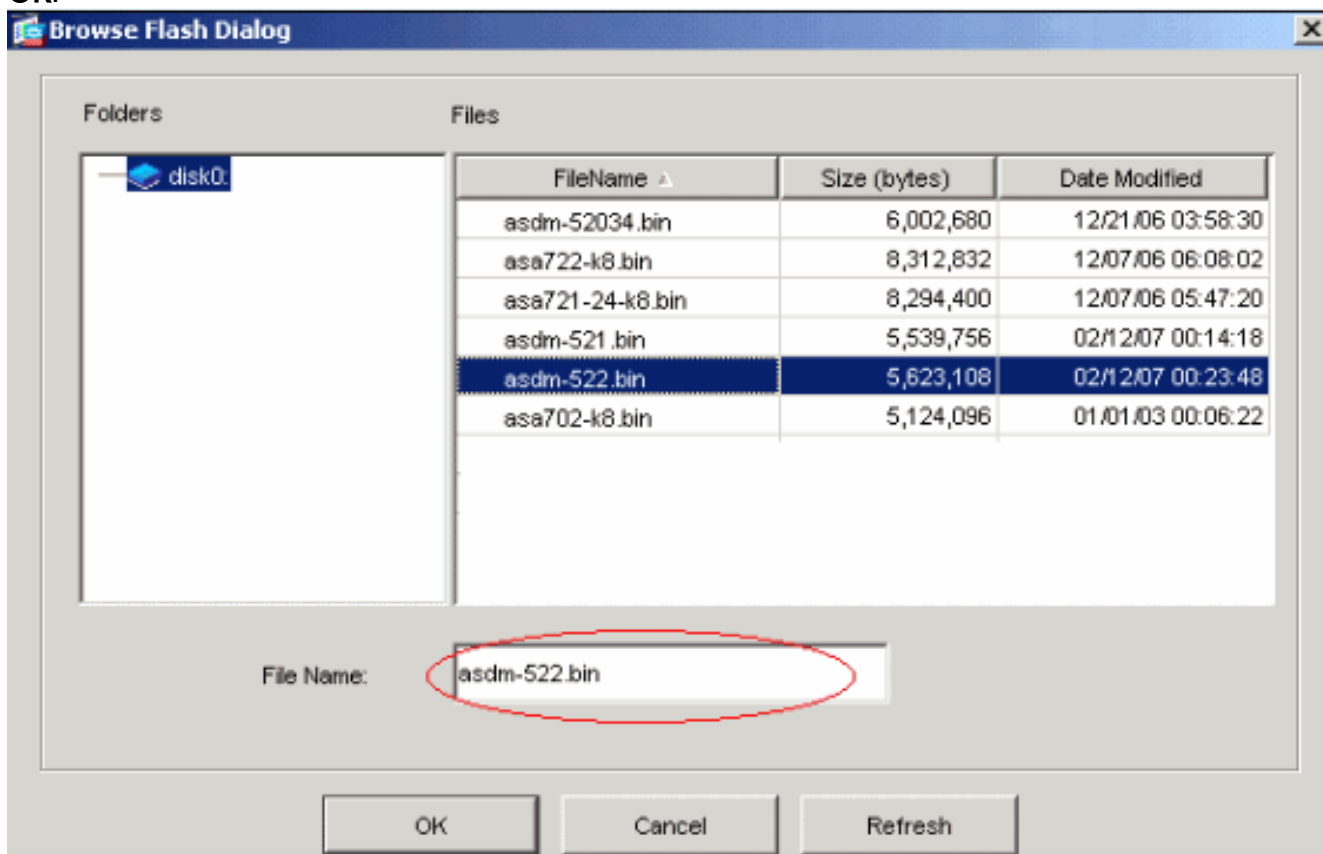 OK.
Browse Flash Dialog
Folders Files
disk0:
FileName Size (bytes) Date Modified
asdm-52034.bin 6,002,680 12/21/06 03:58:30
asa722-k8.bin 8,312,832 12/07/06 06:08:02
asa721-24-k8.bin 8,294,400 12/07/06 05:47:20
asdm-521.bin 5,539,756 02/12/07 00:14:18
asdm-522.bin 5,623,108 02/12/07 00:23:48
asa702-k8.bin 5,124,096 01/01/03 00:06:22
File Name: asdm-522.bin
OK Cancel Refresh